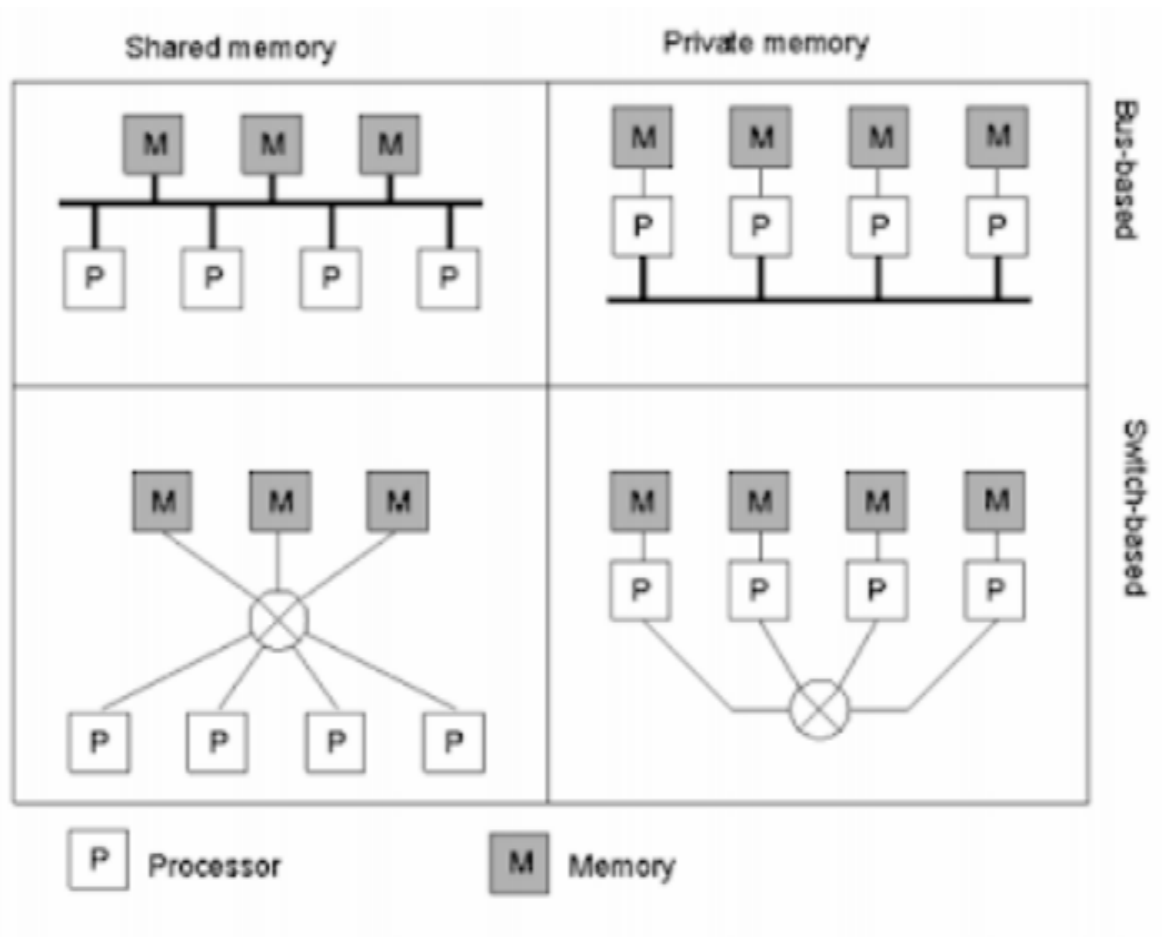 Shared memory
Private memory
M M M
P P P P
M M M M
P P P P
Bus-based
M M M
P P P P
M M M M
P P P P
Switch-based
P Processor
M Memory